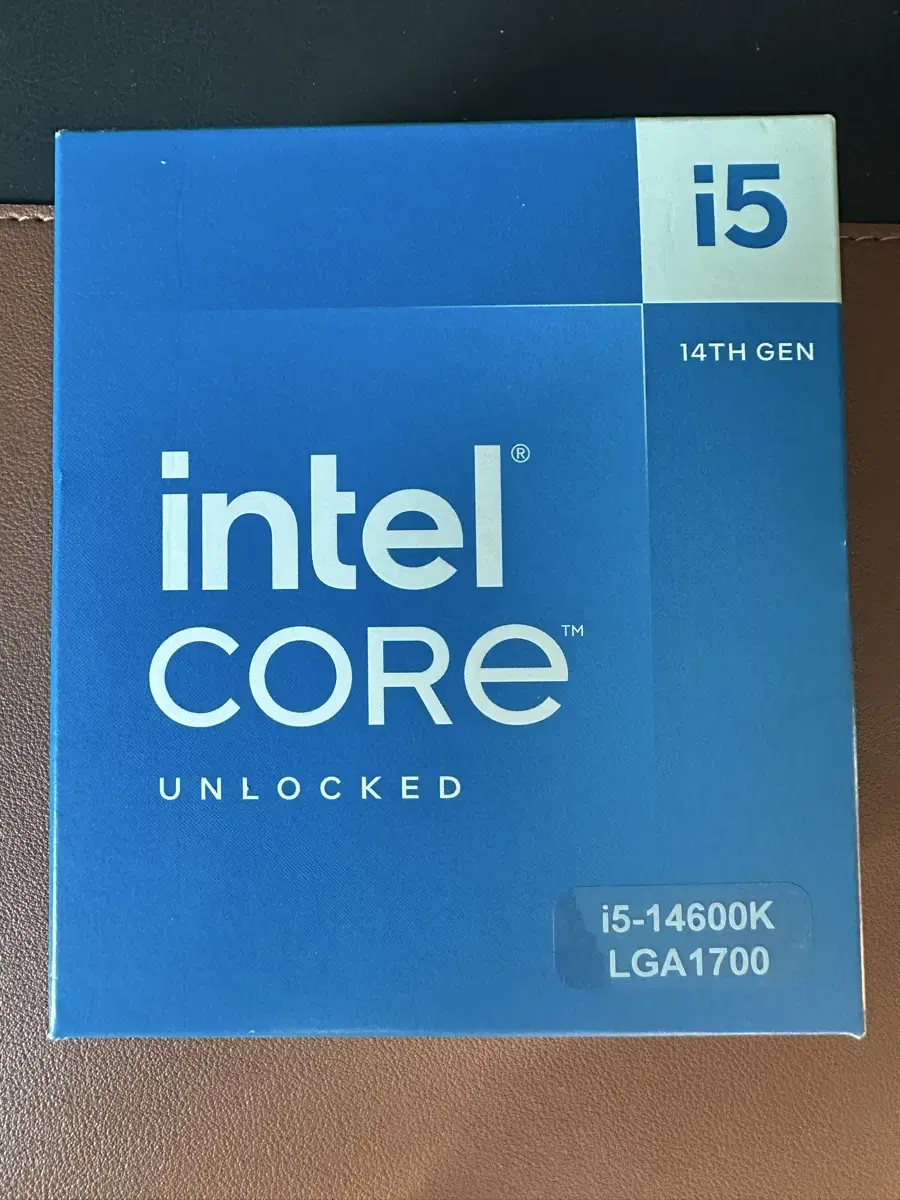 i5
14TH GEN
intel®
CORe™
UNLOCKED
i5-14600K
LGA1700